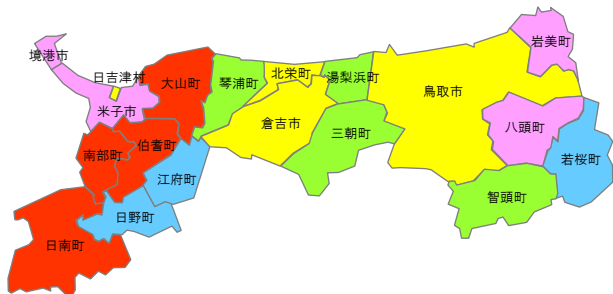 岩美町
境港市
日吉津村
大山町
琴浦町
北栄町
湯梨浜町
鳥取市
米子市
倉吉市
三朝町
八頭町
南部町
伯耆町
若桜町
江府町
智頭町
日野町
日南町